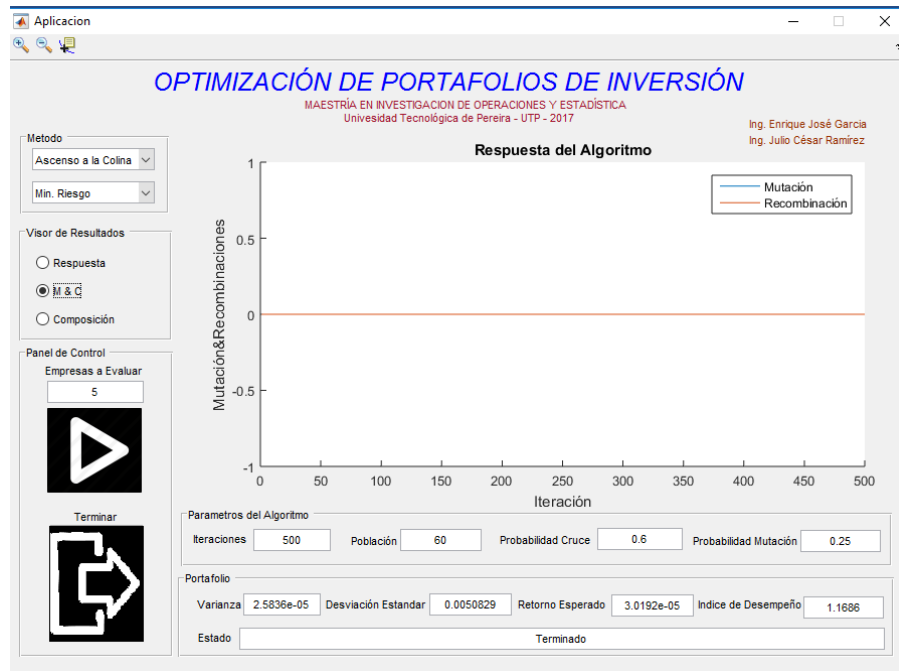 Aplicacion
OPTIMIZACIÓN DE PORTAFOLIOS DE INVERSIÓN
MAESTRÍA EN INVESTIGACION DE OPERACIONES Y ESTADÍSTICA
Univesidad Tecnológica de Pereira - UTP - 2017
Ing. Enrique José Garcia
Ing. Julio César Ramírez
Metodo
Ascenso a la Colina
Min. Riesgo
Visor de Resultados
Respuesta
M & C
Composición
Panel de Control
Empresas a Evaluar
5
Terminar
Respuesta del Algoritmo
Mutación
Recombinación
Mutación&Recombinaciones
1
0.5
0
-0.5
-1
0 50 100 150 200 250 300 350 400 450 500
Iteración
Parametros del Algoritmo
Iteraciones 500 Población 60 Probabilidad Cruce 0.6 Probabilidad Mutación 0.25
Portafolio
Varianza 2.5836e-05 Desviación Estandar 0.0050829 Retorno Esperado 3.0192e-05 Indice de Desempeño 1.1686
Estado Terminado